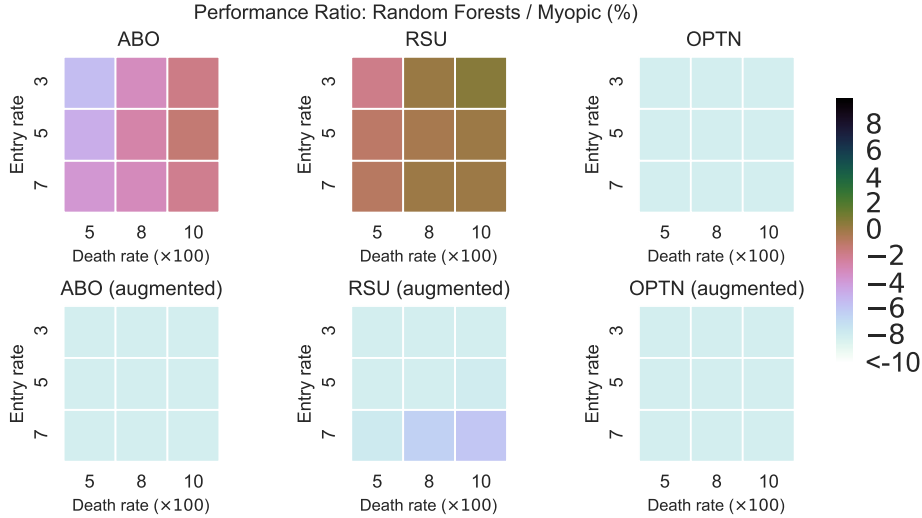 Performance Ratio: Random Forests / Myopic (%)
ABO
RSU
OPTN
Entry rate
3
5
7
5 8 10
Death rate (×100)
Entry rate
3
5
7
5 8 10
Death rate (×100)
Entry rate
3
5
7
5 8 10
Death rate (×100)
8
6
4
2
0
−2
−4
−6
−8
<-10
ABO (augmented)
RSU (augmented)
OPTN (augmented)
Entry rate
3
5
7
5 8 10
Death rate (×100)
Entry rate
3
5
7
5 8 10
Death rate (×100)
Entry rate
3
5
7
5 8 10
Death rate (×100)